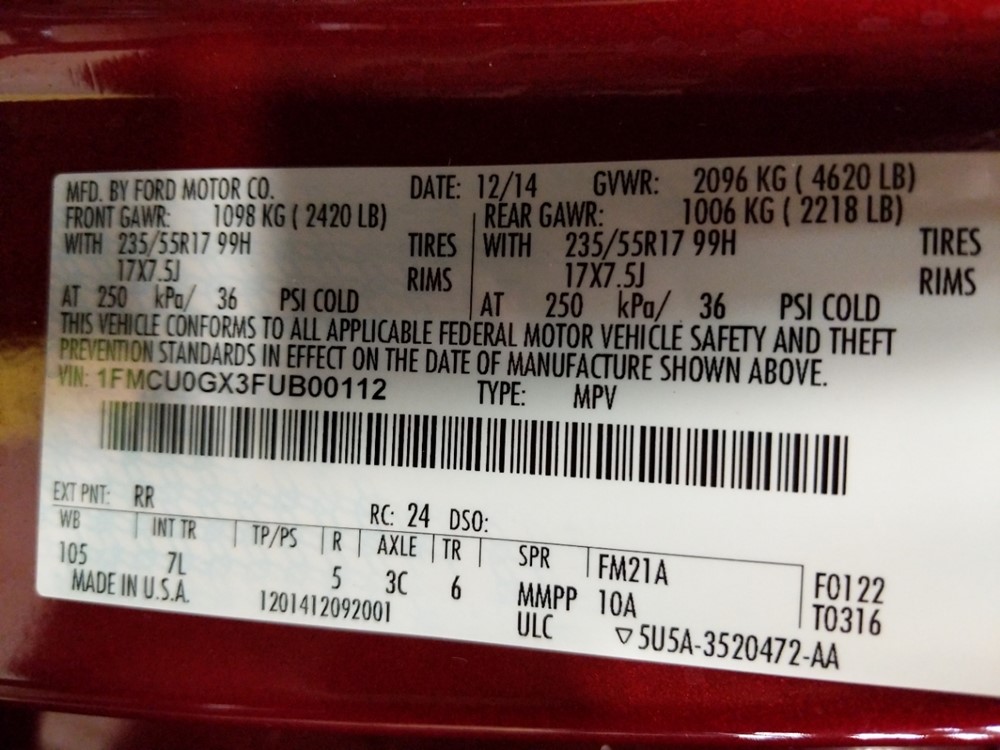 MFD. BY FORD MOTOR CO. DATE: 12/14 GVWR: 2096 KG ( 4620 LB)
FRONT GAWR: 1098 KG ( 2420 LB) REAR GAWR: 1006 KG ( 2218 LB)
WITH 235/55R17 99H TIRES WITH 235/55R17 99H TIRES
17X7.5J RIMS 17X7.5J RIMS
AT 250 kPa/ 36 PSI COLD AT 250 kPa/ 36 PSI COLD
THIS VEHICLE CONFORMS TO ALL APPLICABLE FEDERAL MOTOR VEHICLE SAFETY AND THEFT
PREVENTION STANDARDS IN EFFECT ON THE DATE OF MANUFACTURE SHOWN ABOVE.
VIN: 1FMCU0GX3FUB00112 TYPE: MPV
EXT PNT: RR RC: 24 DSO:
WB INT TR TP/PS R AXLE TR SPR FM21A F0122
105 7L 5 3C 6 MMPP 10A T0316
MADE IN U.S.A. 1201412092001 ULC ▽5U5A-3520472-AA